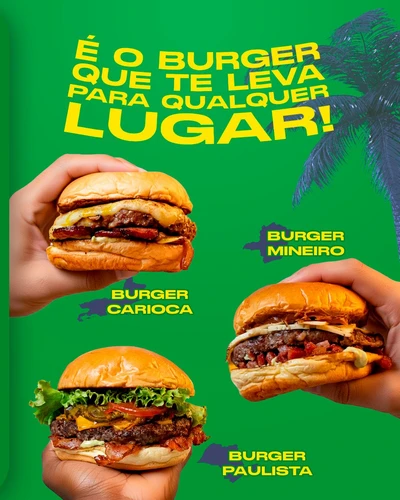 É O BURGER
QUE TE LEVA
PARA QUALQUER
LUGAR!
BURGER
MINEIRO
BURGER
CARIOCA
BURGER
PAULISTA